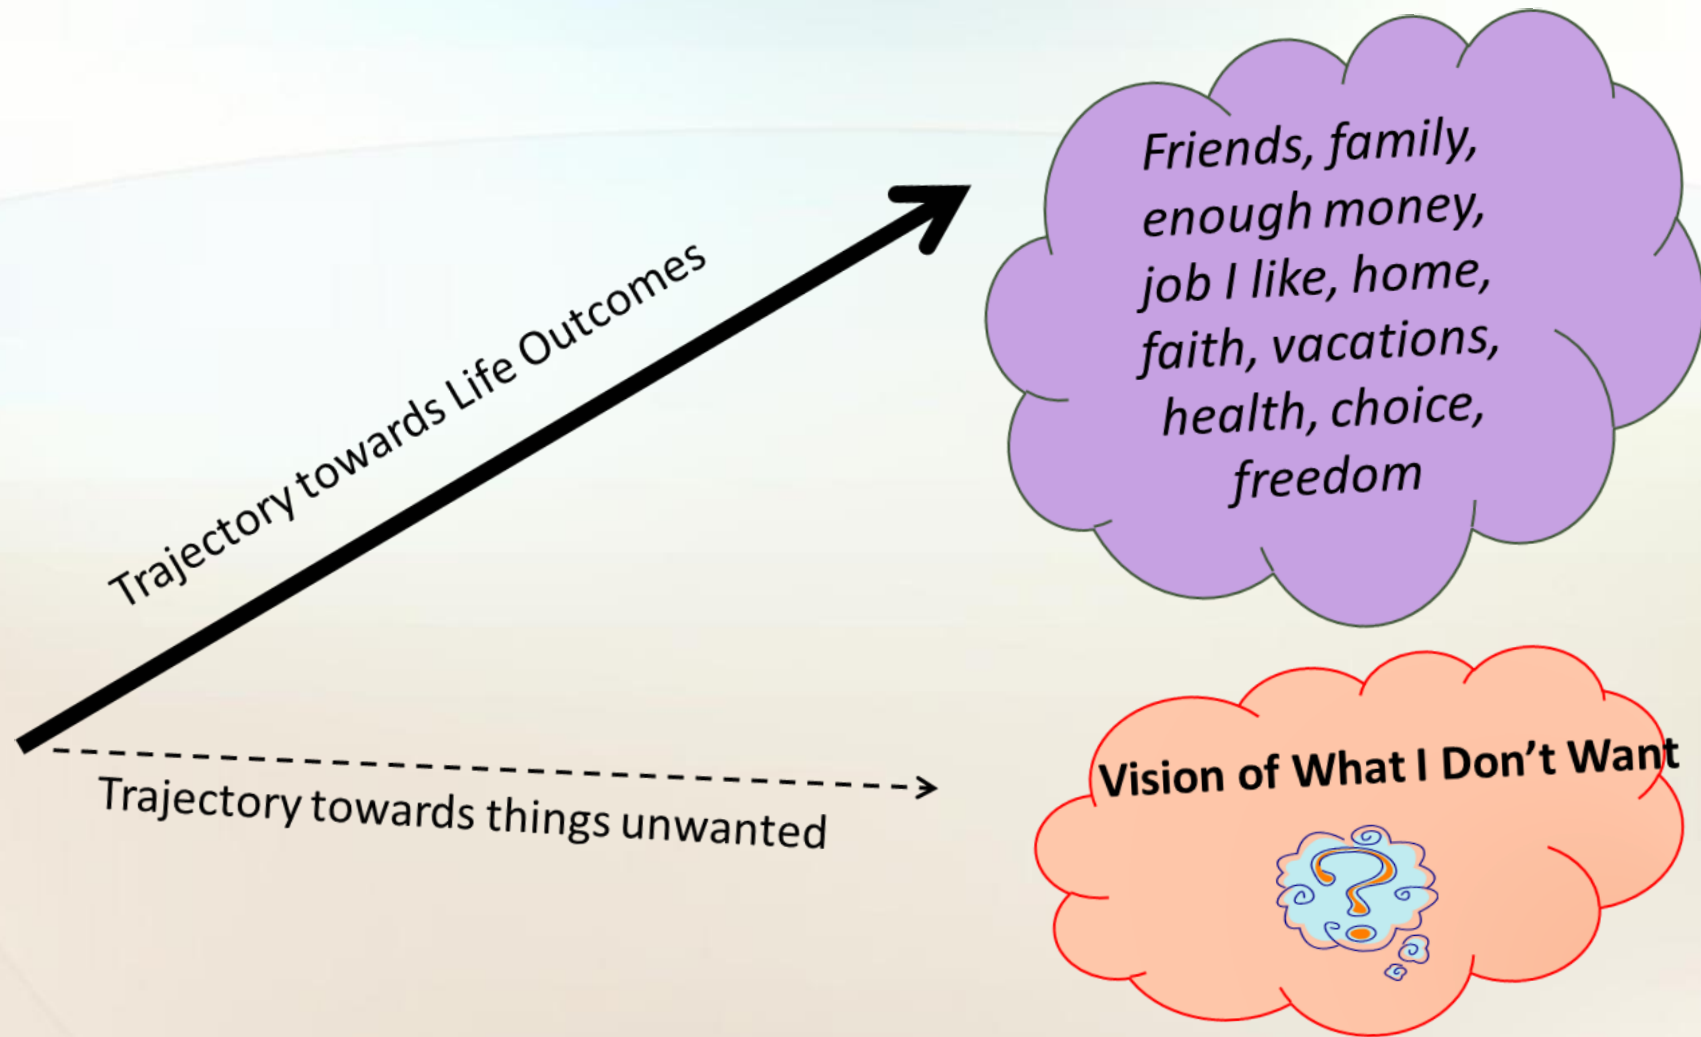 Friends, family,
enough money,
job I like, home,
faith, vacations,
health, choice,
freedom
Trajectory towards Life Outcomes
Trajectory towards things unwanted
Vision of What I Don’t Want
?